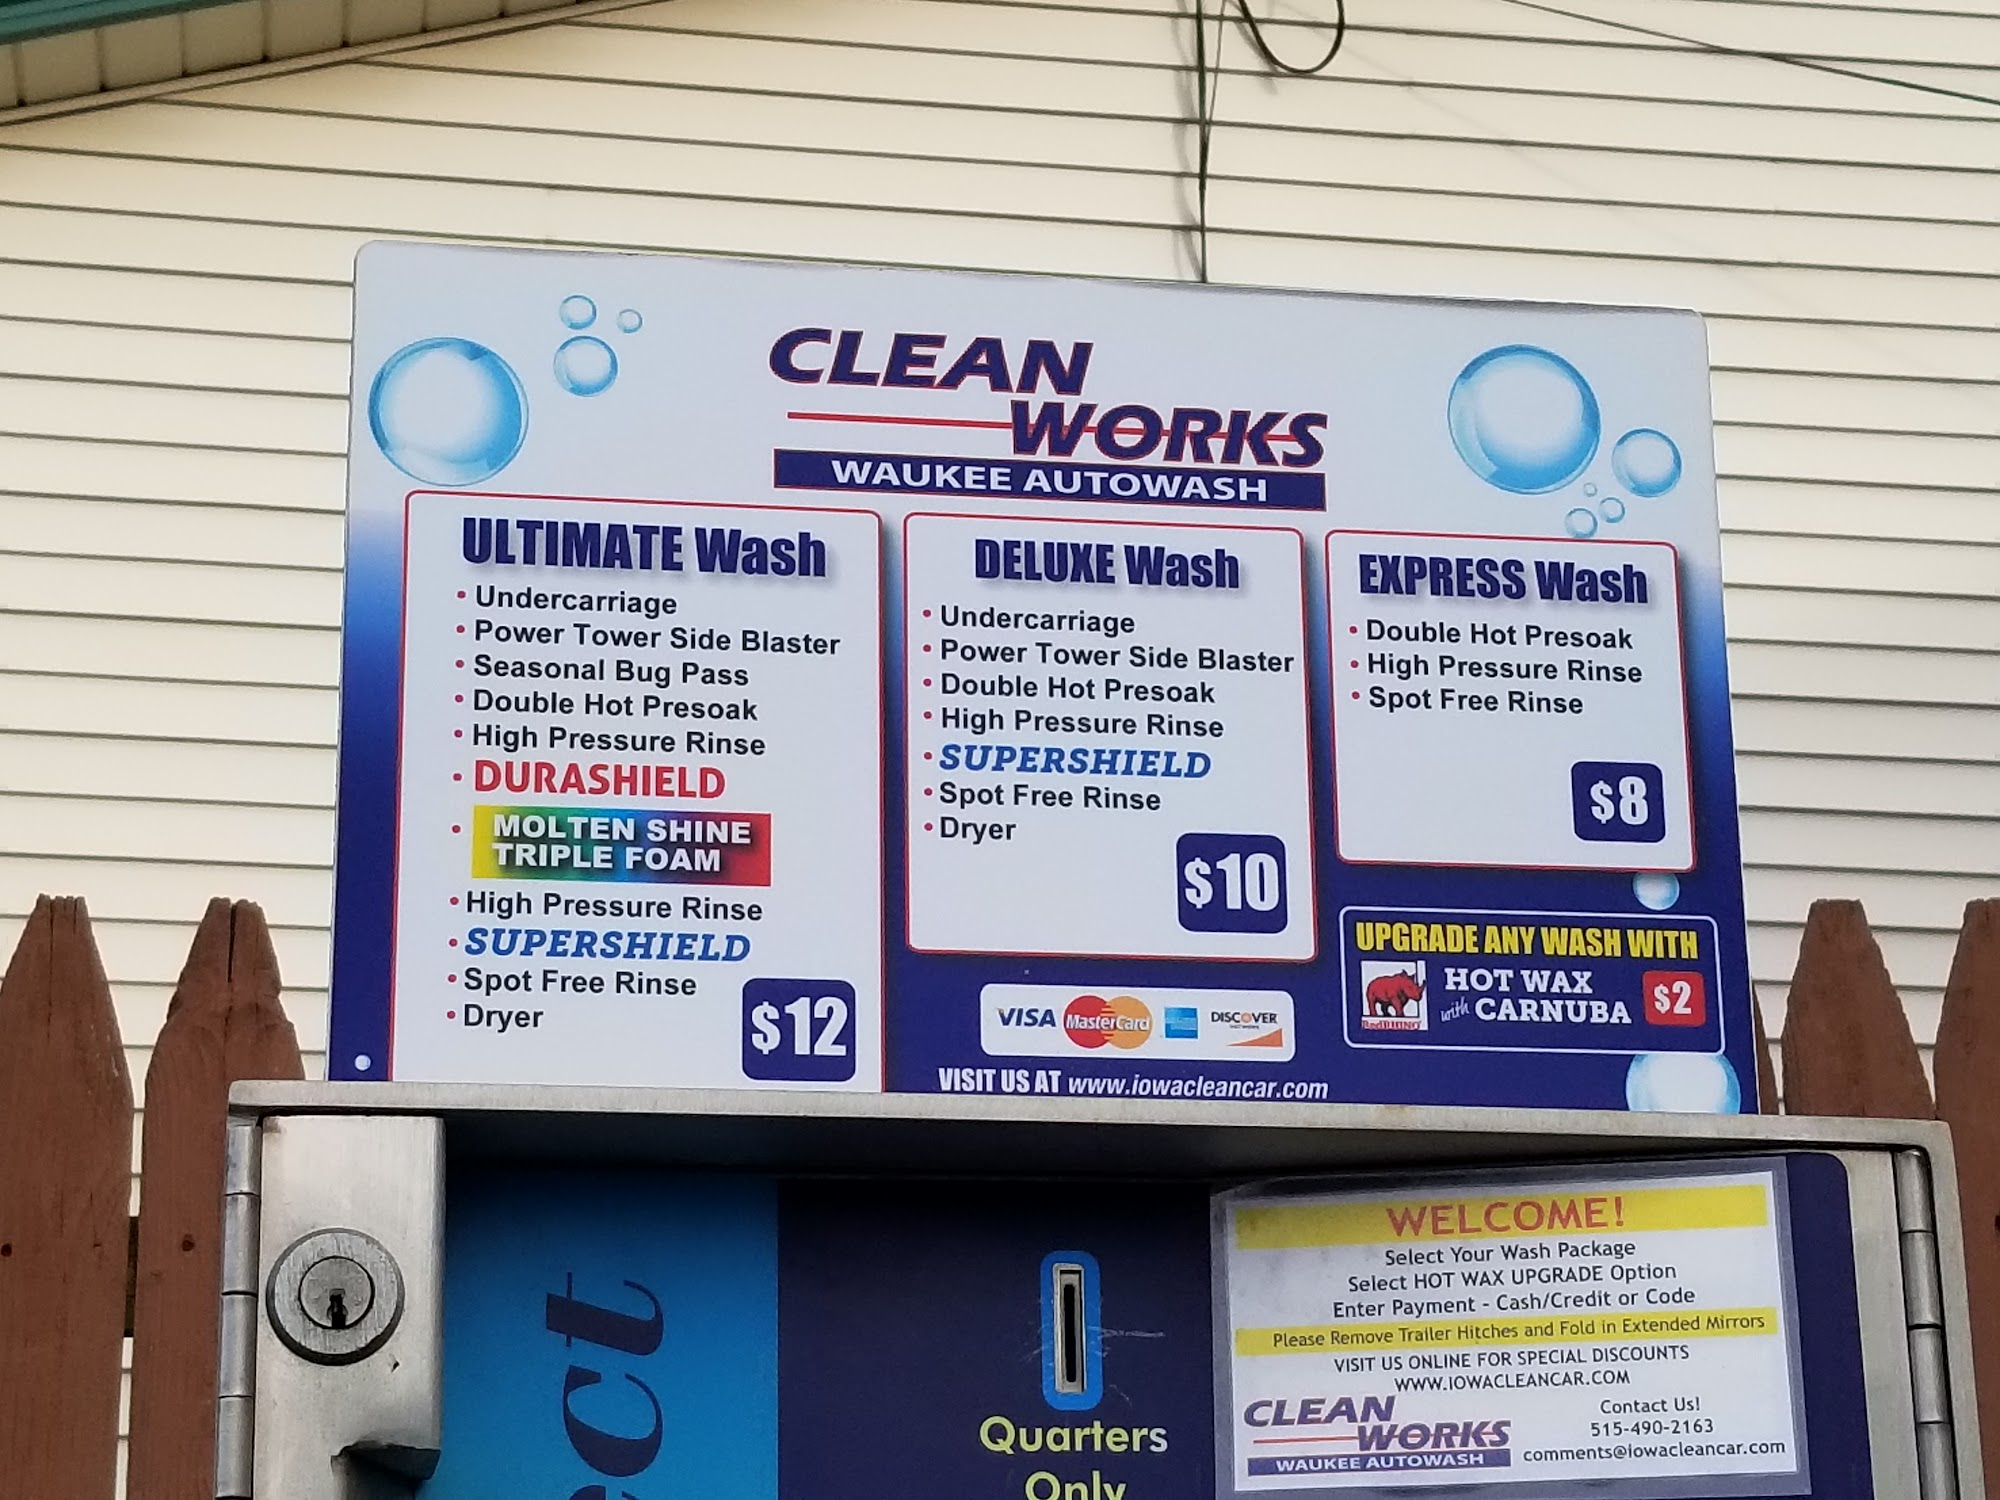 CLEAN
WORKS
WAUKEE AUTOWASH
ULTIMATE Wash
• Undercarriage
• Power Tower Side Blaster
• Seasonal Bug Pass
• Double Hot Presoak
• High Pressure Rinse
• DURASHIELD
• MOLTEN SHINE
TRIPLE FOAM
• High Pressure Rinse
• SUPERSHIELD
• Spot Free Rinse
• Dryer
$12
DELUXE Wash
• Undercarriage
• Power Tower Side Blaster
• Double Hot Presoak
• High Pressure Rinse
• SUPERSHIELD
• Spot Free Rinse
• Dryer
$10
EXPRESS Wash
• Double Hot Presoak
• High Pressure Rinse
• Spot Free Rinse
$8
UPGRADE ANY WASH WITH
HOT WAX
with CARNUBA
$2
VISA MasterCard DISCOVER
VISIT US AT www.iowacleancar.com
ect
Quarters
Only
WELCOME!
Select Your Wash Package
Select HOT WAX UPGRADE Option
Enter Payment - Cash/Credit or Code
Please Remove Trailer Hitches and Fold in Extended Mirrors
VISIT US ONLINE FOR SPECIAL DISCOUNTS
WWW.IOWACLEANCAR.COM
CLEAN
WORKS
WAUKEE AUTOWASH
Contact Us!
515-490-2163
comments@iowacleancar.com